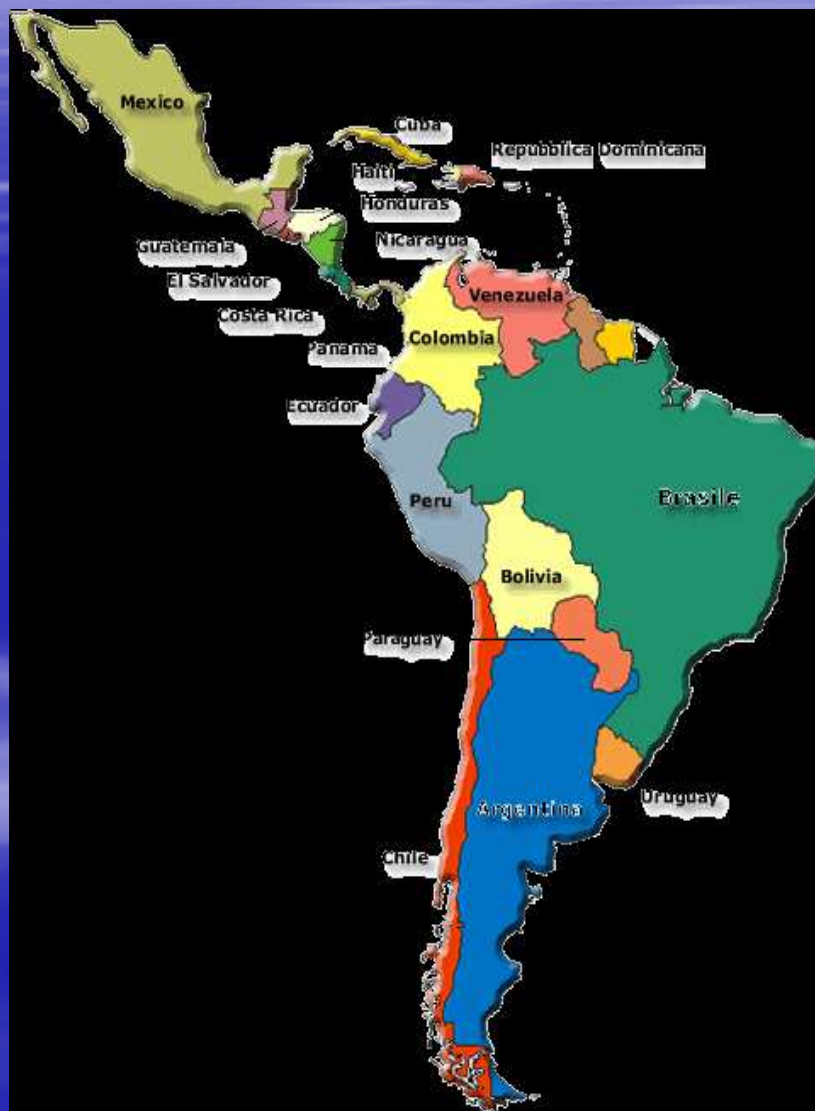 Mexico
Cuba
Repubblica Dominicana
Haiti
Honduras
Guatemala
Nicaragua
El Salvador
Venezuela
Costa Rica
Colombia
Panama
Ecuador
Peru
Brasile
Bolivia
Paraguay
Uruguay
Argentina
Chile